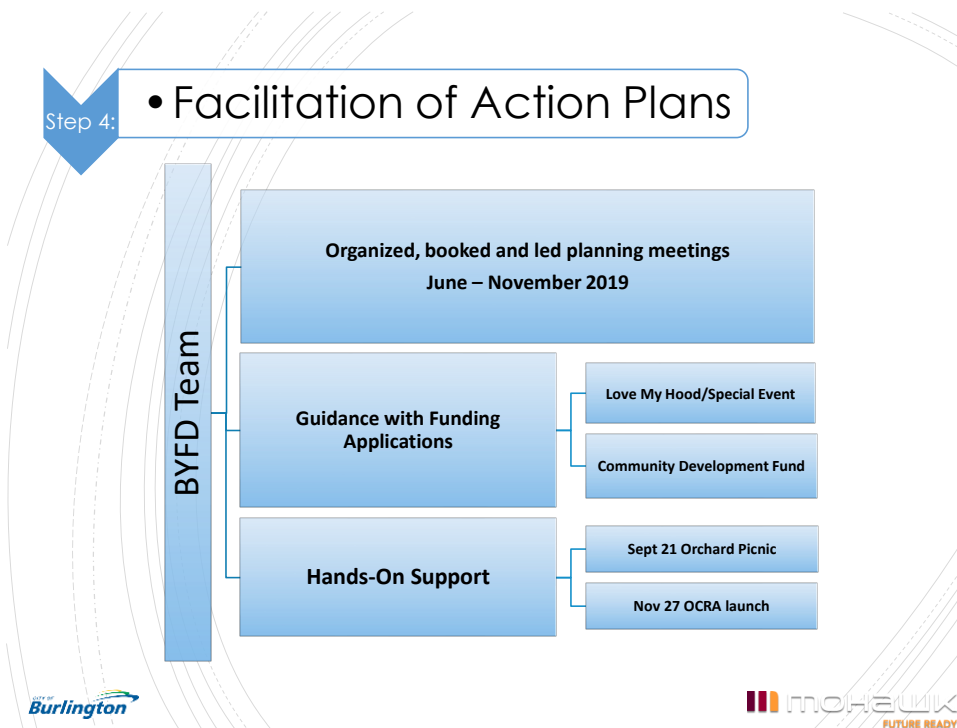 Step 4:
• Facilitation of Action Plans
BYFD Team
Organized, booked and led planning meetings
June – November 2019
Guidance with Funding
Applications
Love My Hood/Special Event
Community Development Fund
Hands-On Support
Sept 21 Orchard Picnic
Nov 27 OCRA launch
CITY OF
Burlington
mohawk
FUTURE READY